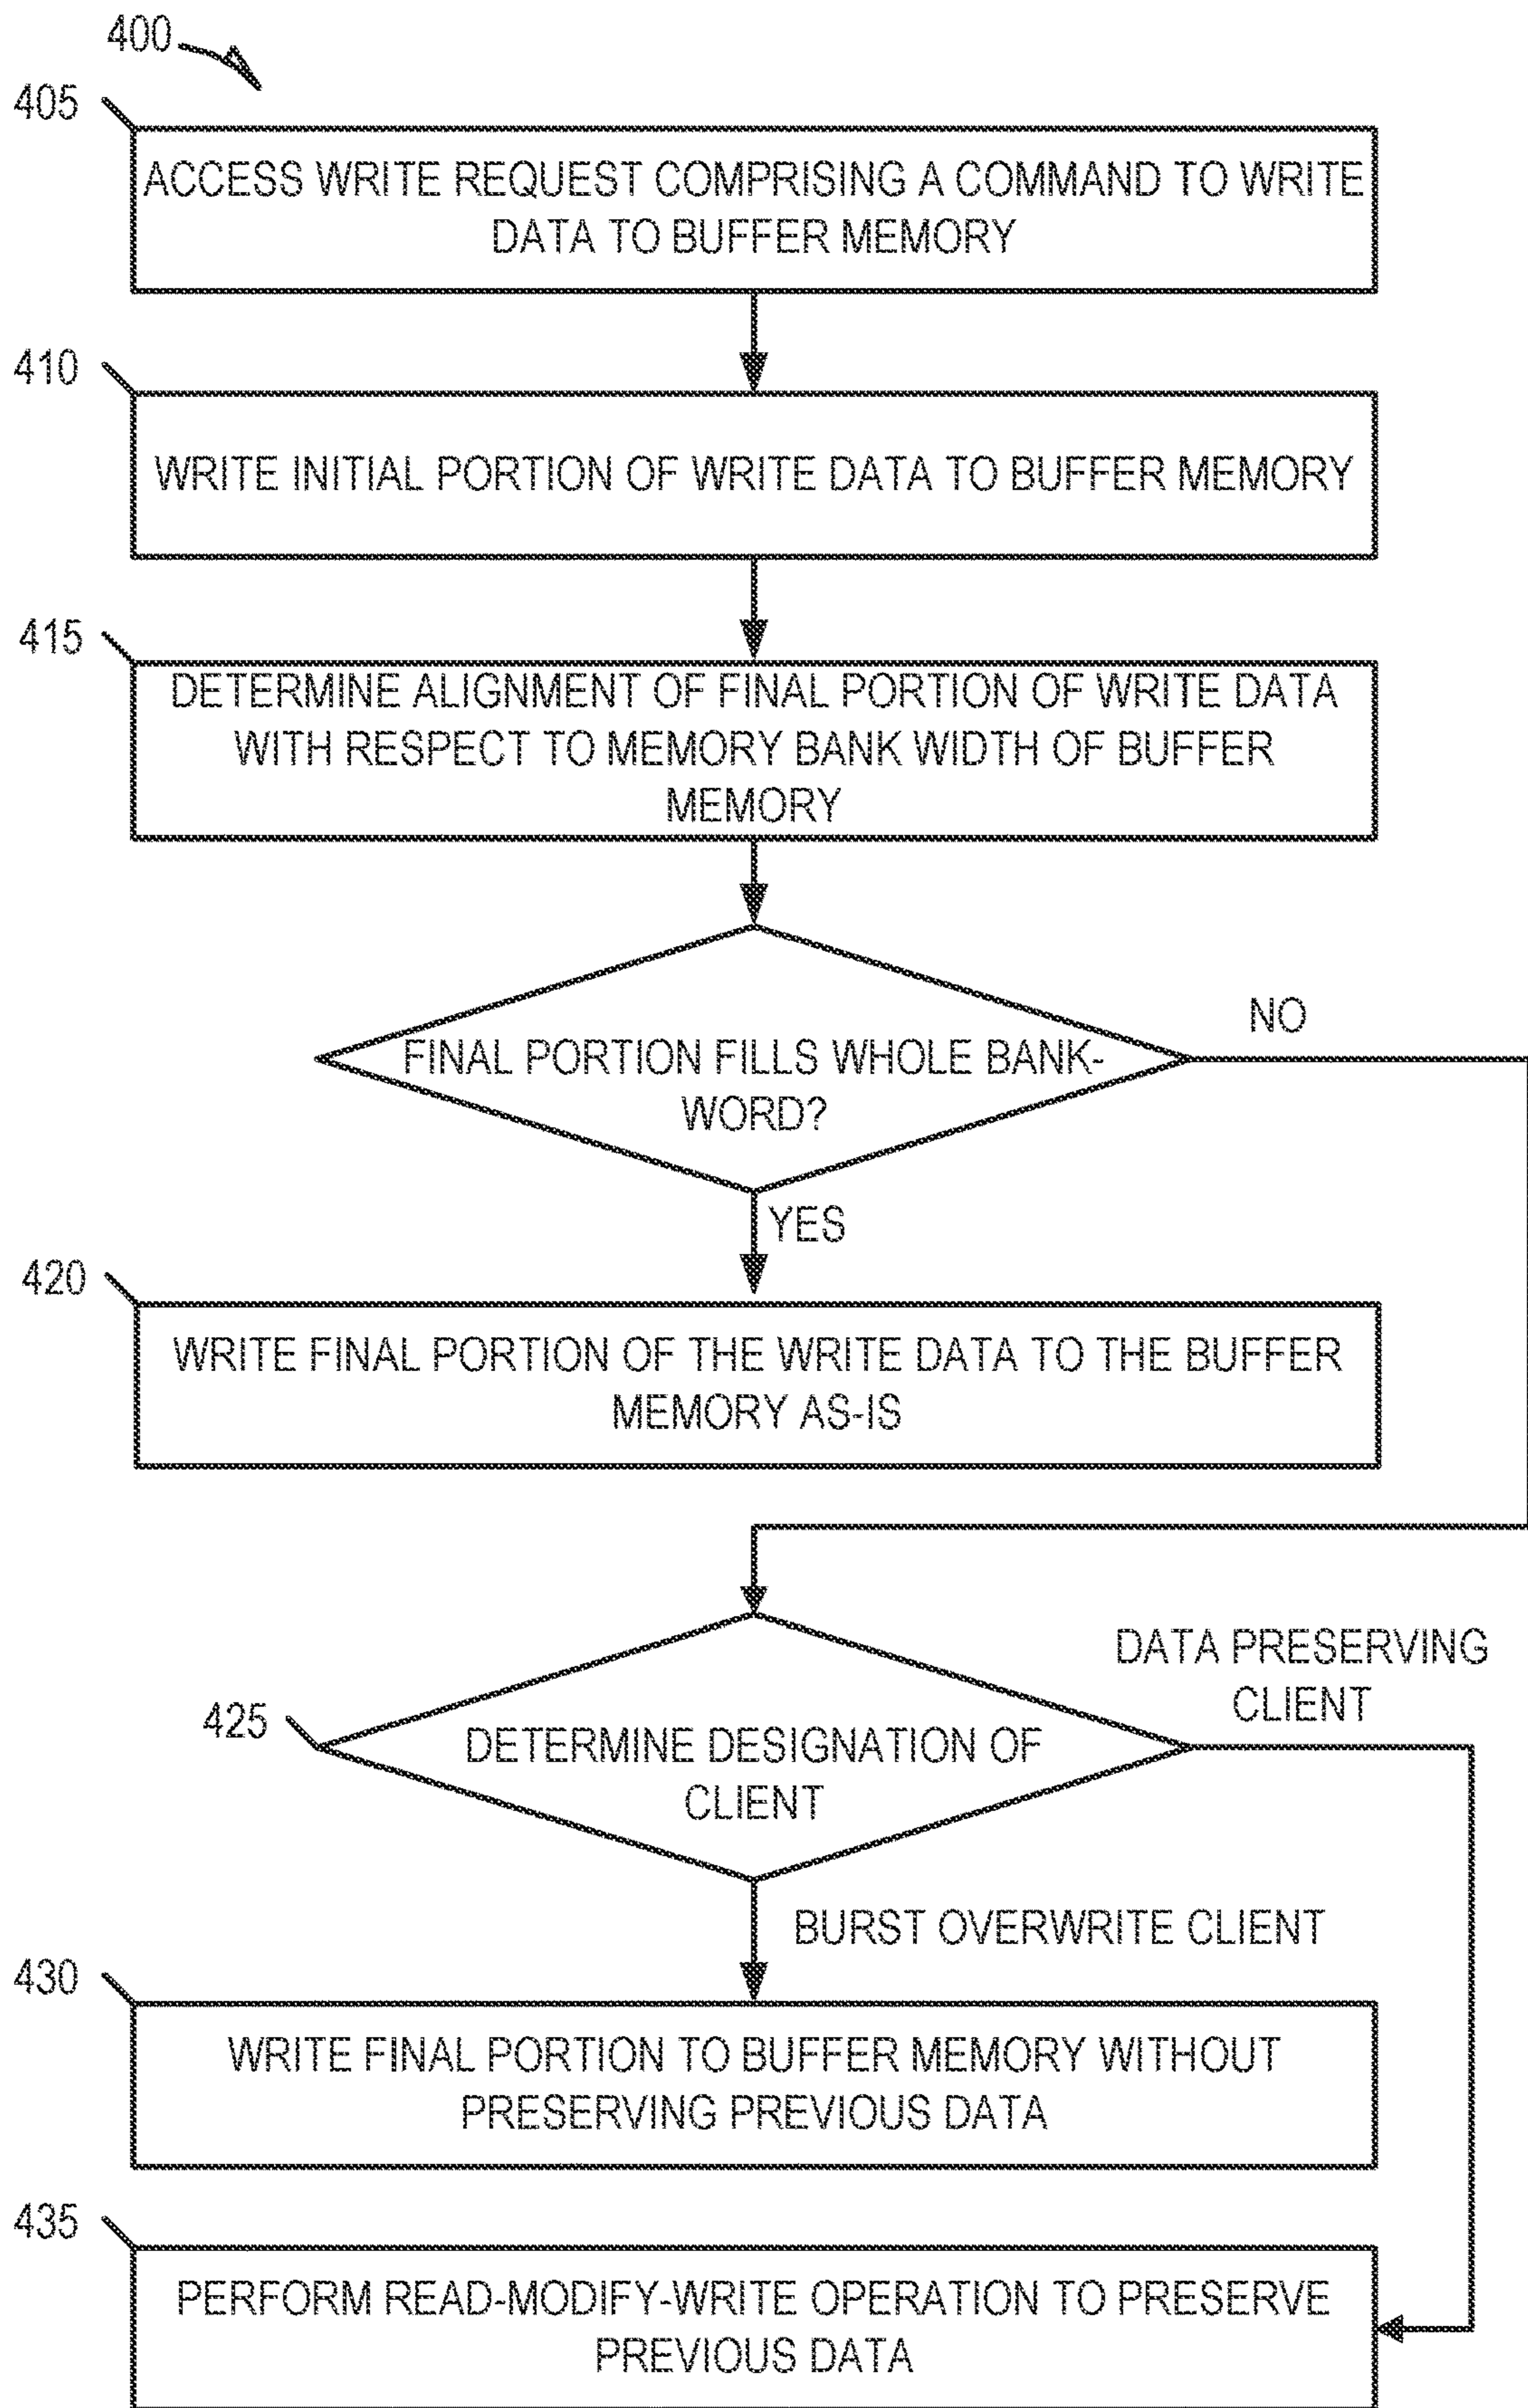 400
405
ACCESS WRITE REQUEST COMPRISING A COMMAND TO WRITE
DATA TO BUFFER MEMORY
410
WRITE INITIAL PORTION OF WRITE DATA TO BUFFER MEMORY
415
DETERMINE ALIGNMENT OF FINAL PORTION OF WRITE DATA
WITH RESPECT TO MEMORY BANK WIDTH OF BUFFER
MEMORY
NO
FINAL PORTION FILLS WHOLE BANK-
WORD?
YES
420
WRITE FINAL PORTION OF THE WRITE DATA TO THE BUFFER
MEMORY AS-IS
DATA PRESERVING
CLIENT
425
DETERMINE DESIGNATION OF
CLIENT
BURST OVERWRITE CLIENT
430
WRITE FINAL PORTION TO BUFFER MEMORY WITHOUT
PRESERVING PREVIOUS DATA
435
PERFORM READ-MODIFY-WRITE OPERATION TO PRESERVE
PREVIOUS DATA